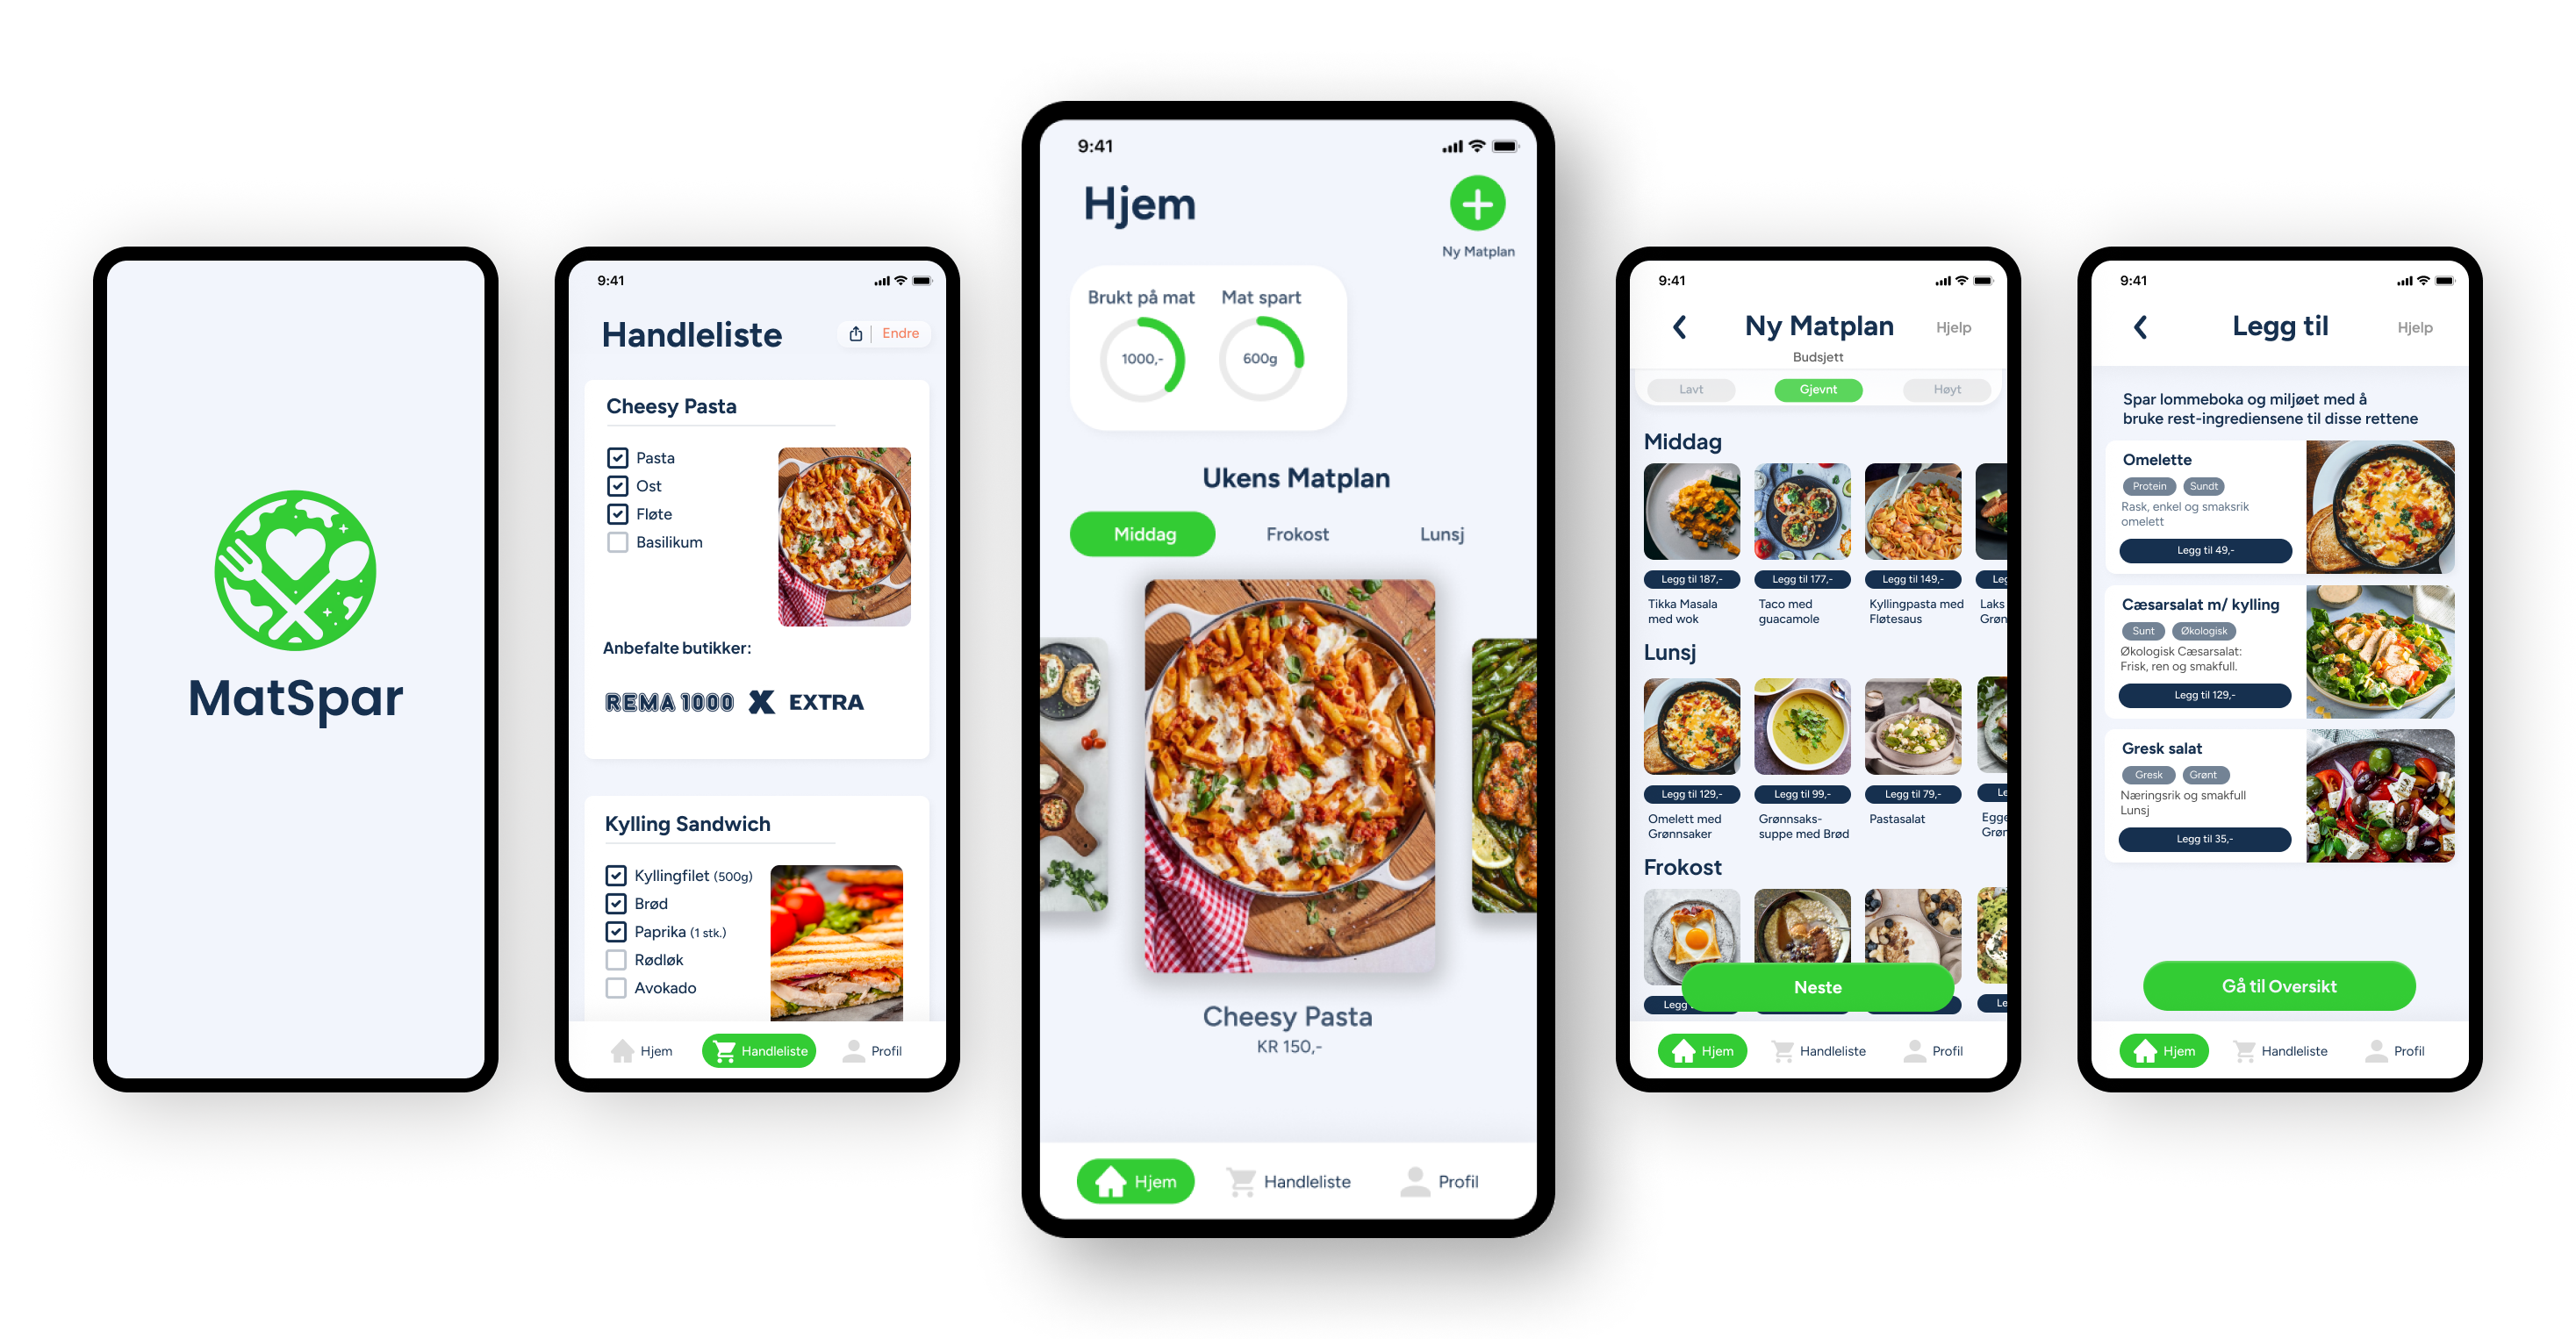 MatSpar
9:41
Handleliste
Endre
Cheesy Pasta
Pasta
Ost
Fløte
Basilikum
Anbefalte butikker:
REMA 1000 X EXTRA
Kylling Sandwich
Kyllingfilet (500g)
Brød
Paprika (1 stk.)
Rødløk
Avokado
Hjem Handleliste Profil
9:41
Hjem
Ny Matplan
Brukt på mat Mat spart
1000,- 600g
Ukens Matplan
Middag Frokost Lunsj
Cheesy Pasta
KR 150,-
Hjem Handleliste Profil
9:41
Ny Matplan Hjelp
Budsjett
Lavt Gjevnt Høyt
Middag
Legg til 187,- Legg til 177,- Legg til 149,- Leg
Tikka Masala Taco med Kyllingpasta med Laks
med wok guacamole Fløtesaus Grøn
Lunsj
Legg til 129,- Legg til 99,- Legg til 79,- Le
Omelett med Grønnsaks- Pastasalat Egge
Grønnsaker suppe med Brød Grør
Frokost
Neste
Legg Le
Hjem Handleliste Profil
9:41
Legg til Hjelp
Spar lommeboka og miljøet med å
bruke rest-ingrediensene til disse rettene
Omelette
Protein Sundt
Rask, enkel og smaksrik
omelett
Legg til 49,-
Cæsarsalat m/ kylling
Sunt Økologisk
Økologisk Cæsarsalat:
Frisk, ren og smakfull.
Legg til 129,-
Gresk salat
Gresk Grønt
Næringsrik og smakfull
Lunsj
Legg til 35,-
Gå til Oversikt
Hjem Handleliste Profil